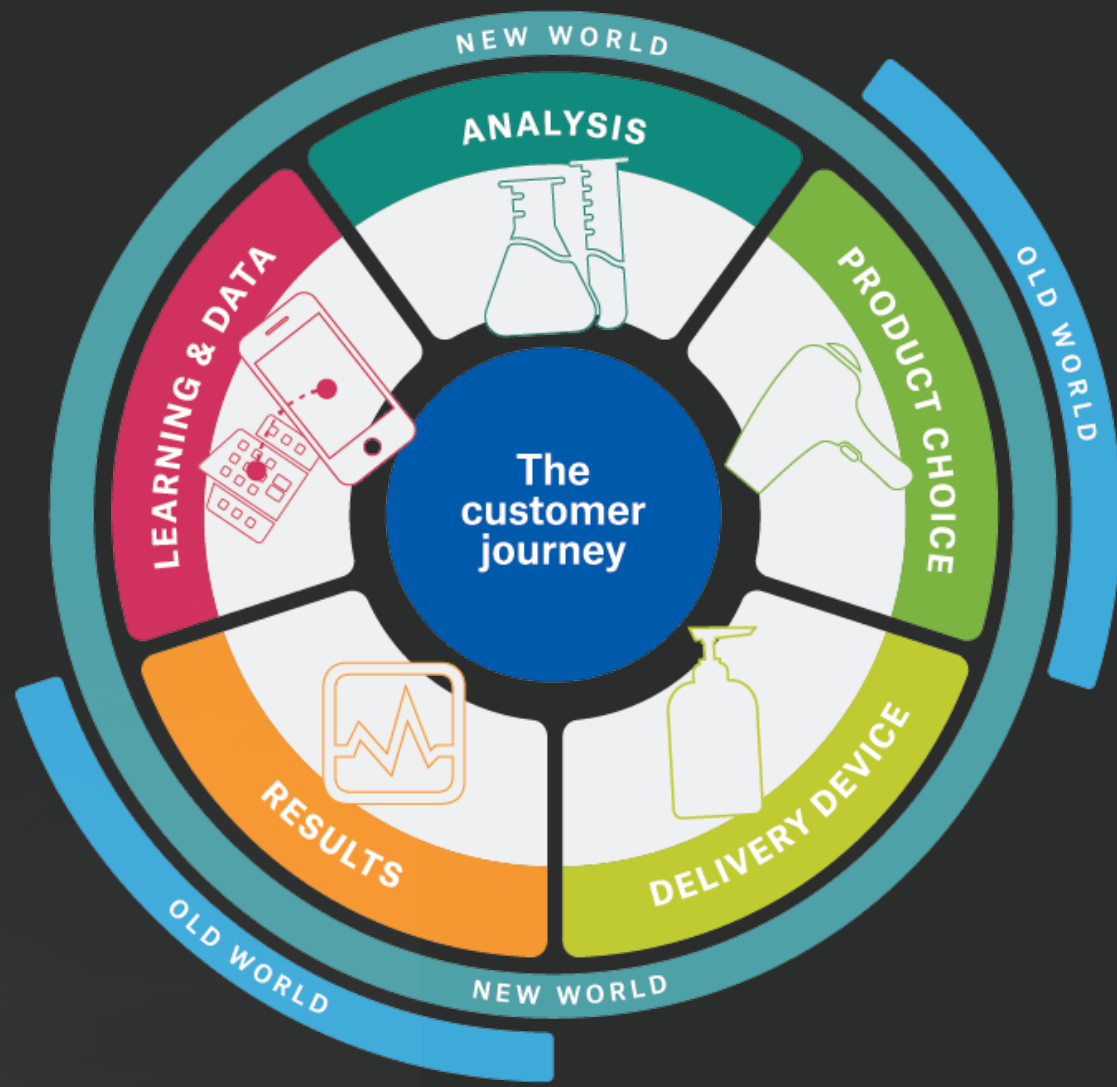 NEW WORLD
ANALYSIS
OLD WORLD
PRODUCT CHOICE
LEARNING & DATA
The
customer
journey
DELIVERY DEVICE
RESULTS
OLD WORLD
NEW WORLD